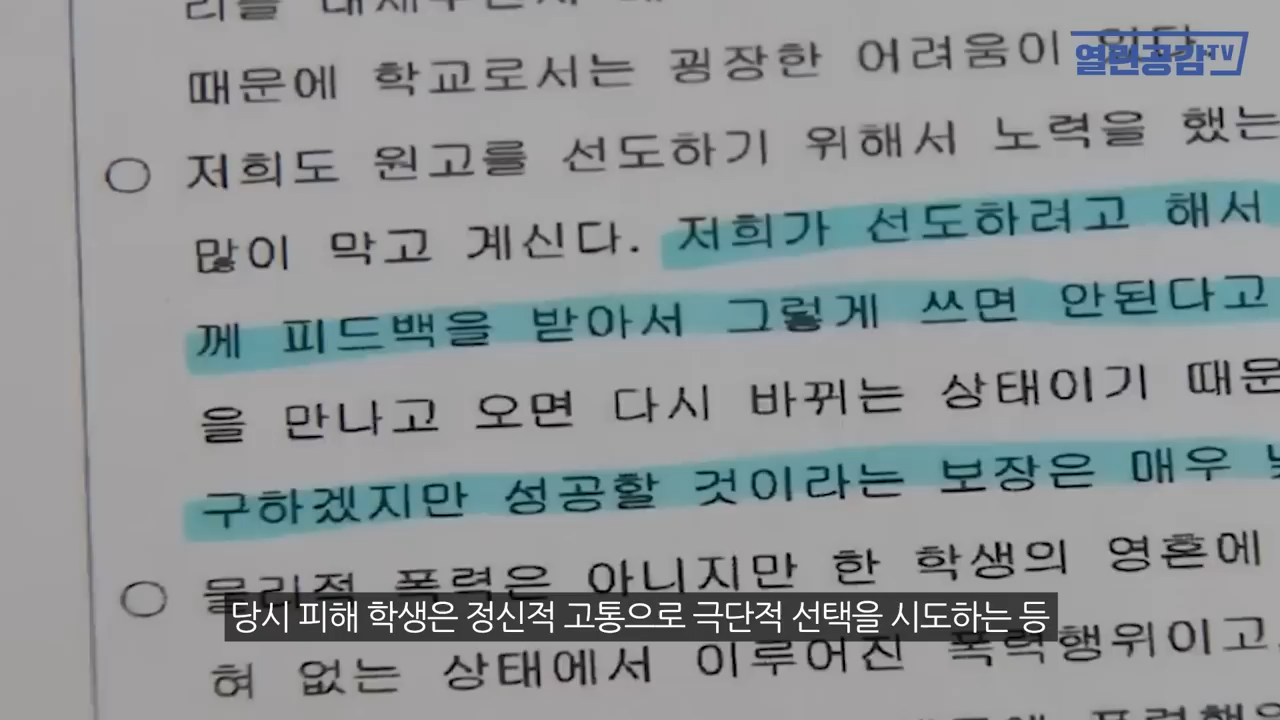 열린공감TV
때문에 학교로서는 굉장한 어려움이
저희도 원고를 선도하기 위해서 노력을 했는
많이 막고 계신다. 저희가 선도하려고 해서
께 피드백을 받아서 그렇게 쓰면 안된다고
을 만나고 오면 다시 바뀌는 상태이기 때문
구하겠지만 성공할 것이라는 보장은 매우
물리적 폭력은 아니지만 한 학생의 영혼에
당시 피해 학생은 정신적 고통으로 극단적 선택을 시도하는 등
혀 없는 상태에서 이루어진 폭력행위이고